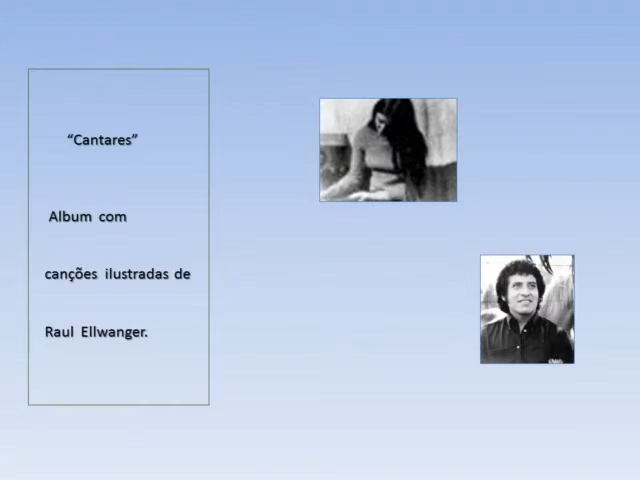 “Cantares”
Album com
canções ilustradas de
Raul Ellwanger.